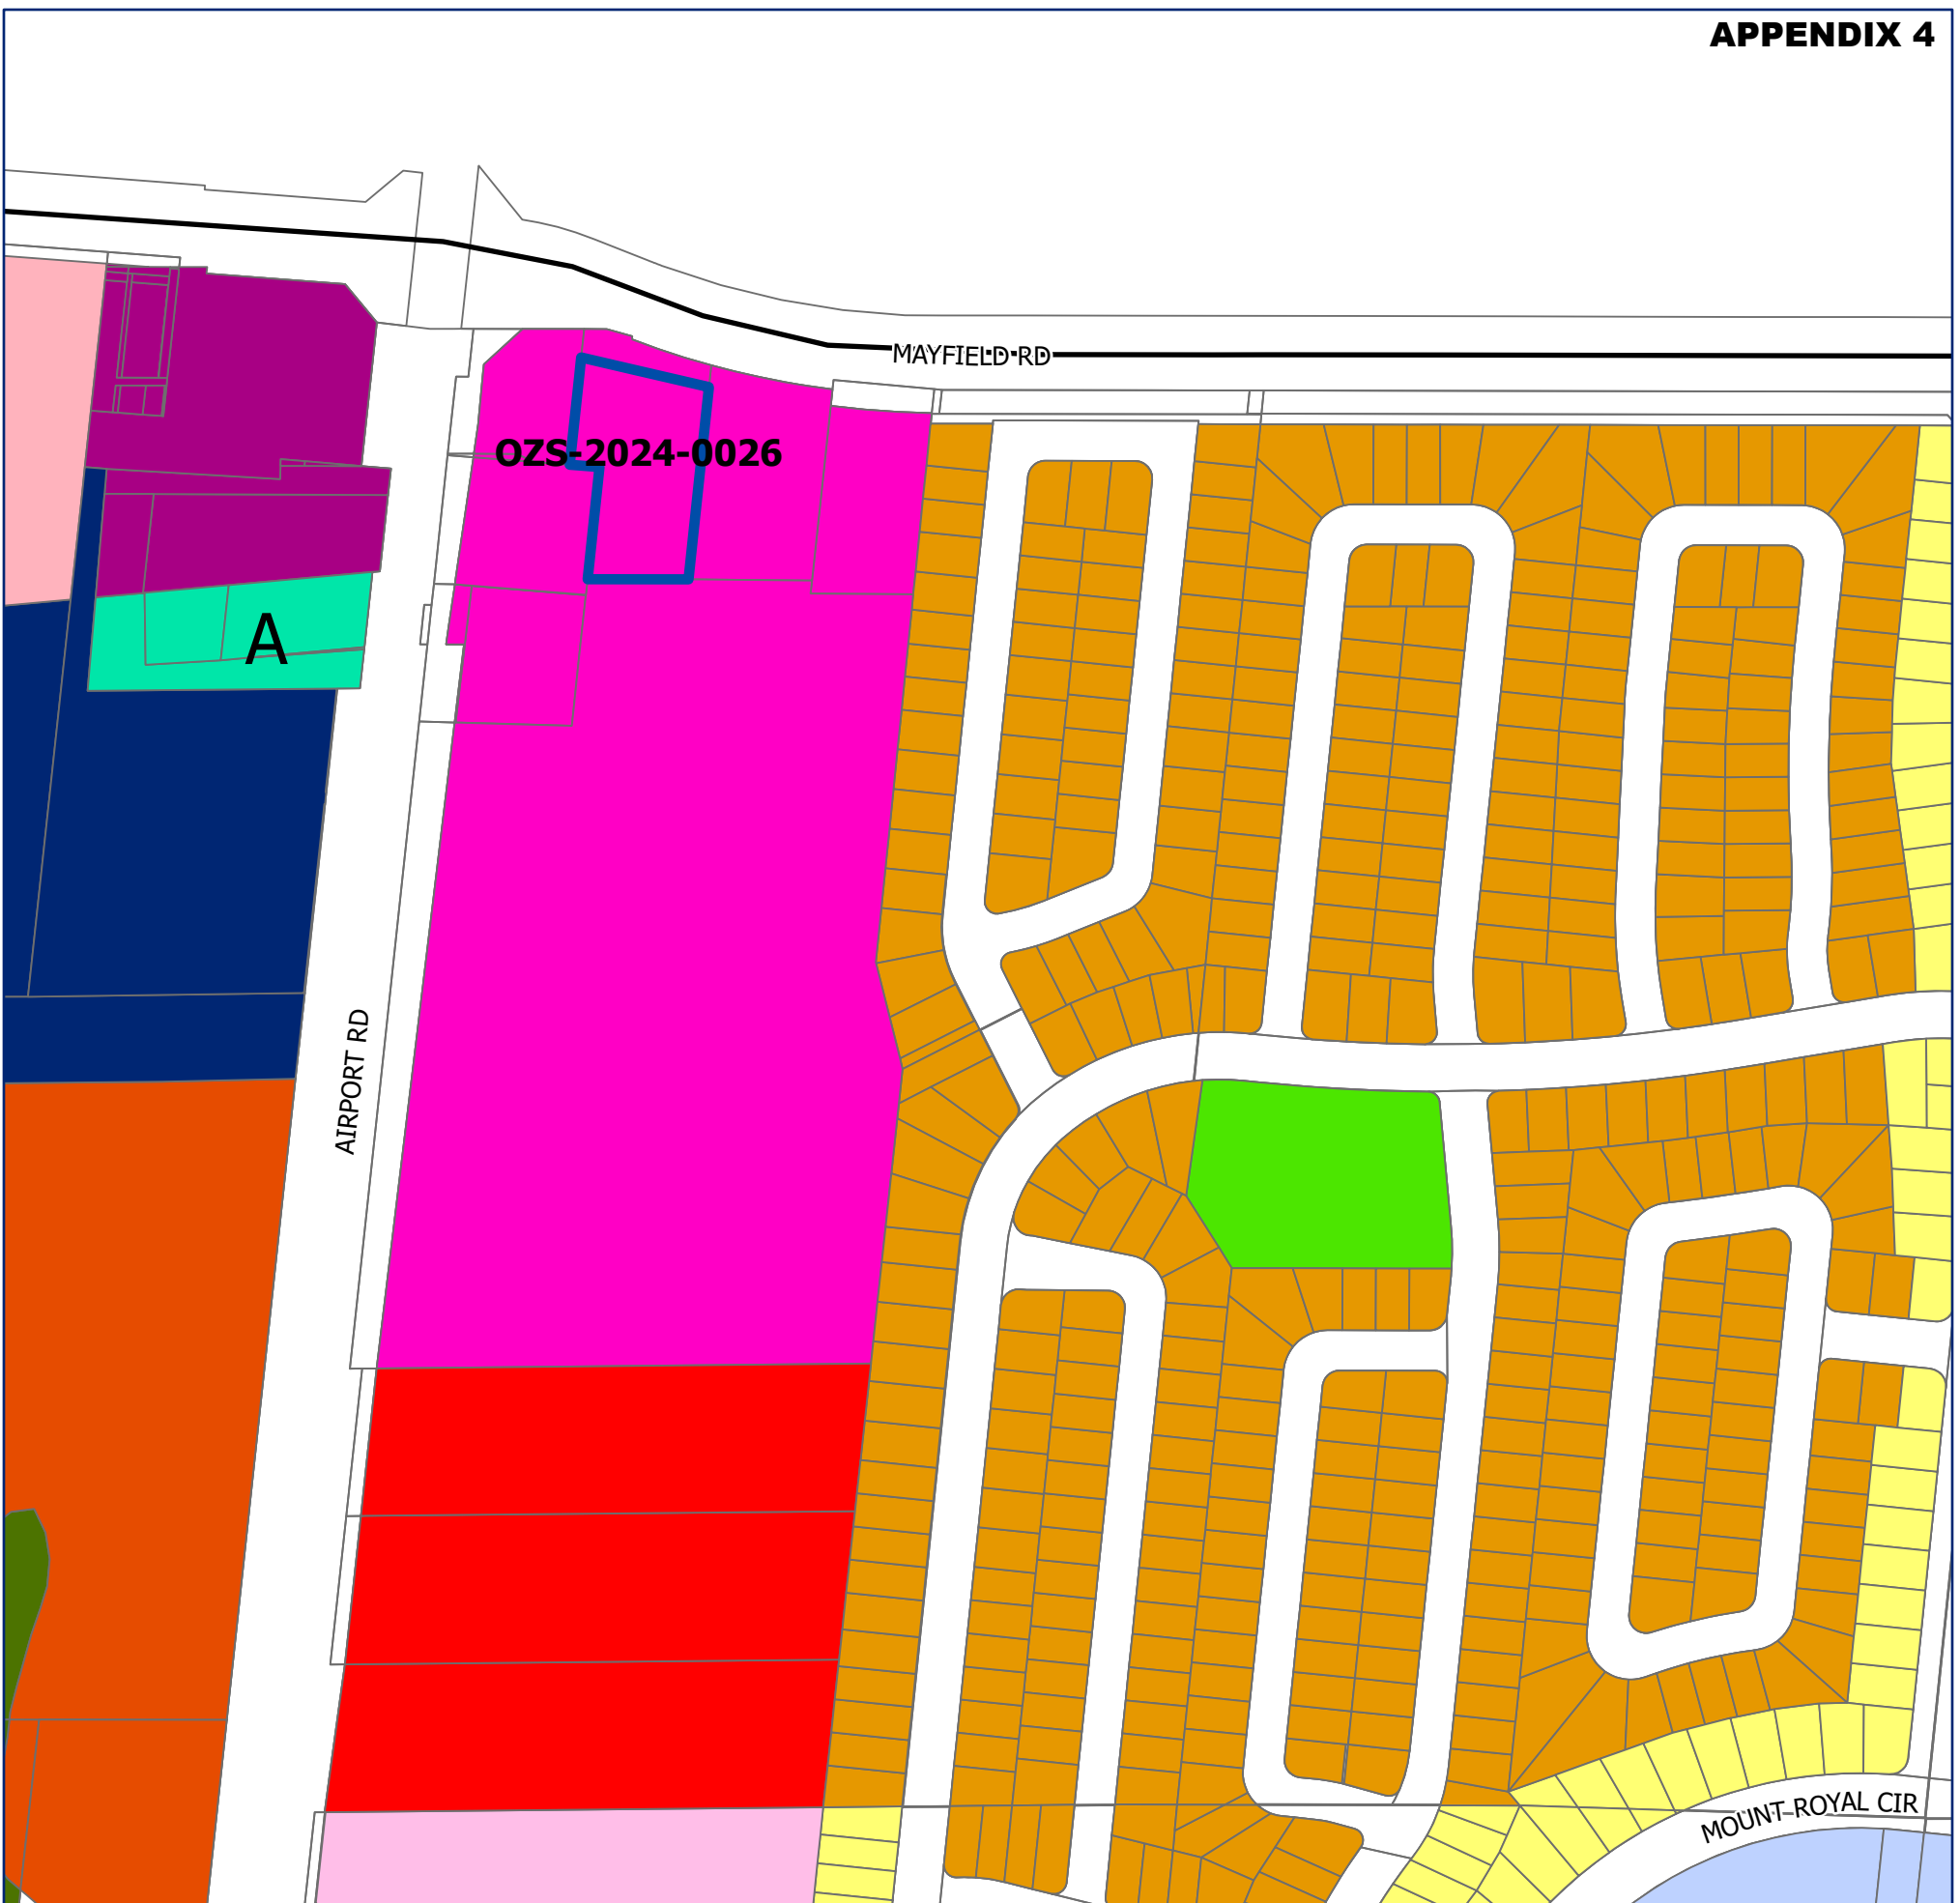 APPENDIX 4
MAYFIELD RD
OZS-2024-0026
A
AIRPORT RD
MOUNT ROYAL CIR